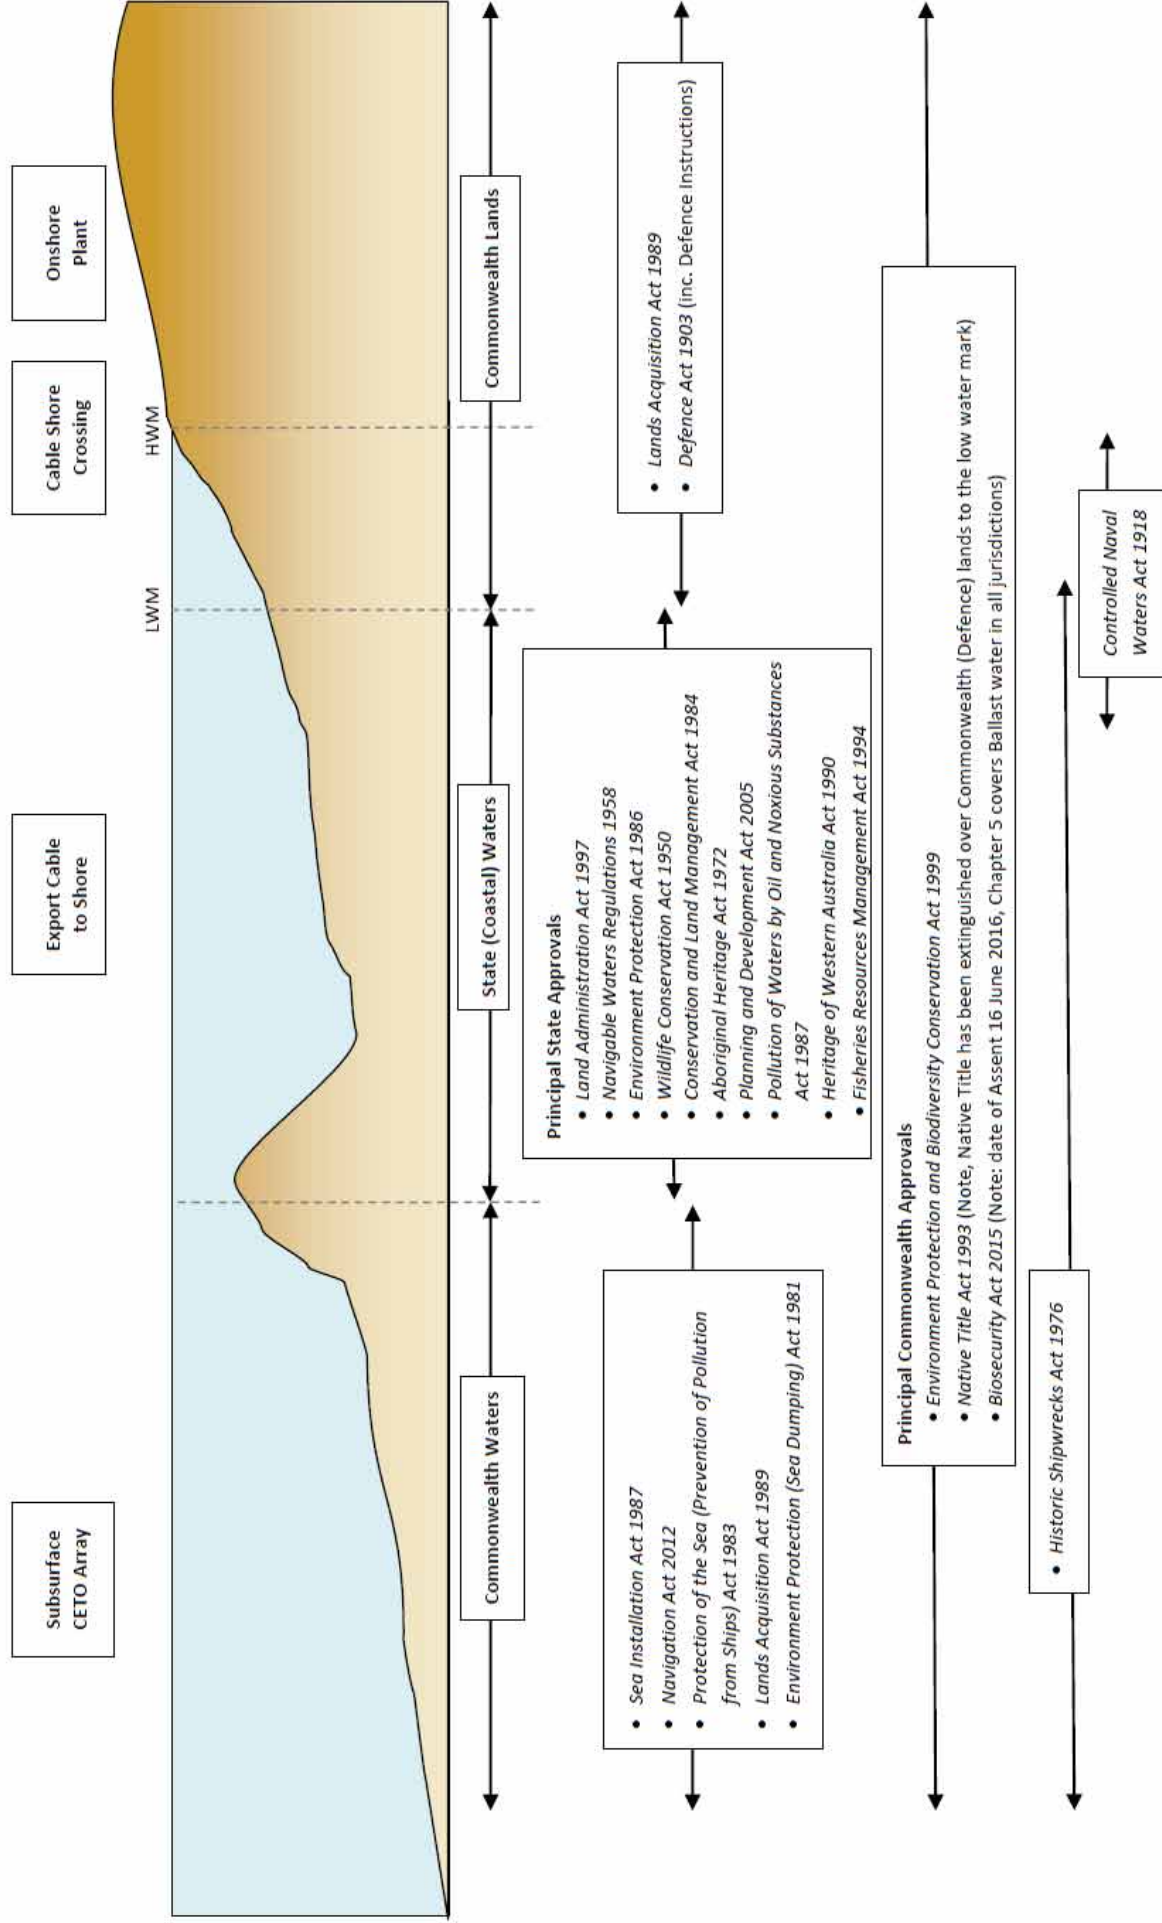 Subsurface
CETO Array
Export Cable
to Shore
Cable Shore
Crossing
Onshore
Plant
LWM
HWM
Commonwealth Waters
State (Coastal) Waters
Commonwealth Lands
• Sea Installation Act 1987
• Navigation Act 2012
• Protection of the Sea (Prevention of Pollution
from Ships) Act 1983
• Lands Acquisition Act 1989
• Environment Protection (Sea Dumping) Act 1981
Principal State Approvals
• Land Administration Act 1997
• Navigable Waters Regulations 1958
• Environment Protection Act 1986
• Wildlife Conservation Act 1950
• Conservation and Land Management Act 1984
• Aboriginal Heritage Act 1972
• Planning and Development Act 2005
• Pollution of Waters by Oil and Noxious Substances
Act 1987
• Heritage of Western Australia Act 1990
• Fisheries Resources Management Act 1994
• Lands Acquisition Act 1989
• Defence Act 1903 (inc. Defence Instructions)
Principal Commonwealth Approvals
• Environment Protection and Biodiversity Conservation Act 1999
• Native Title Act 1993 (Note, Native Title has been extinguished over Commonwealth (Defence) lands to the low water mark)
• Biosecurity Act 2015 (Note: date of Assent 16 June 2016, Chapter 5 covers Ballast water in all jurisdictions)
• Historic Shipwrecks Act 1976
Controlled Naval
Waters Act 1918